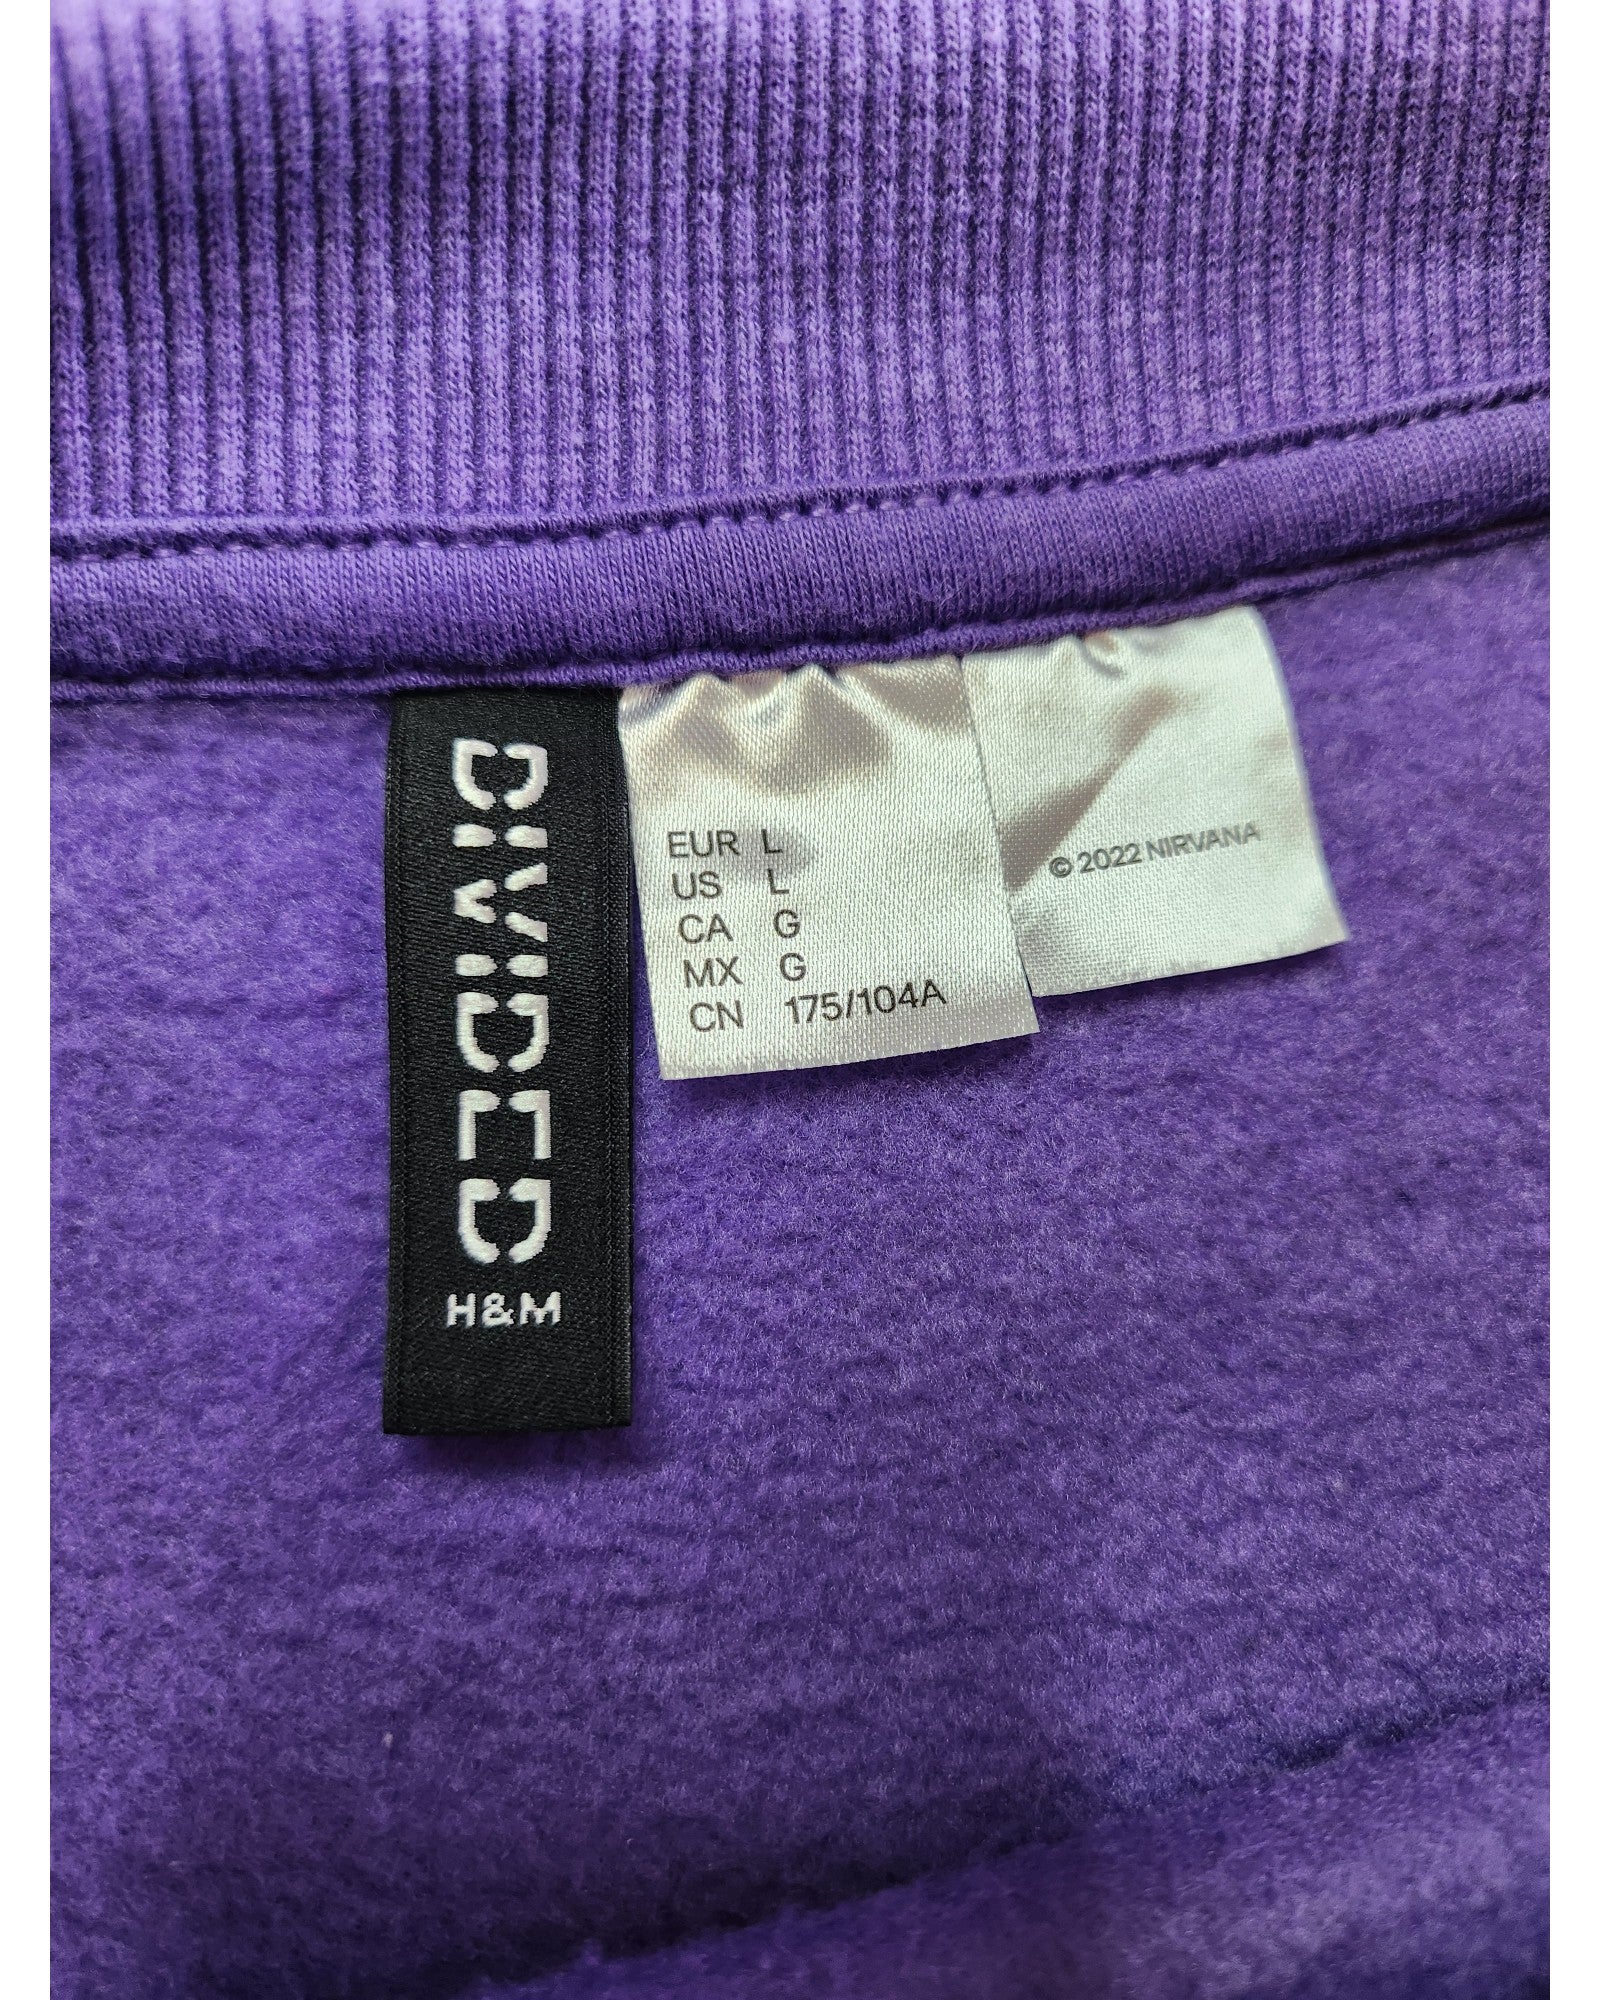 DIVIDED
H&M
EUR L
US L
CA G
MX G
CN 175/104A
© 2022 NIRVANA